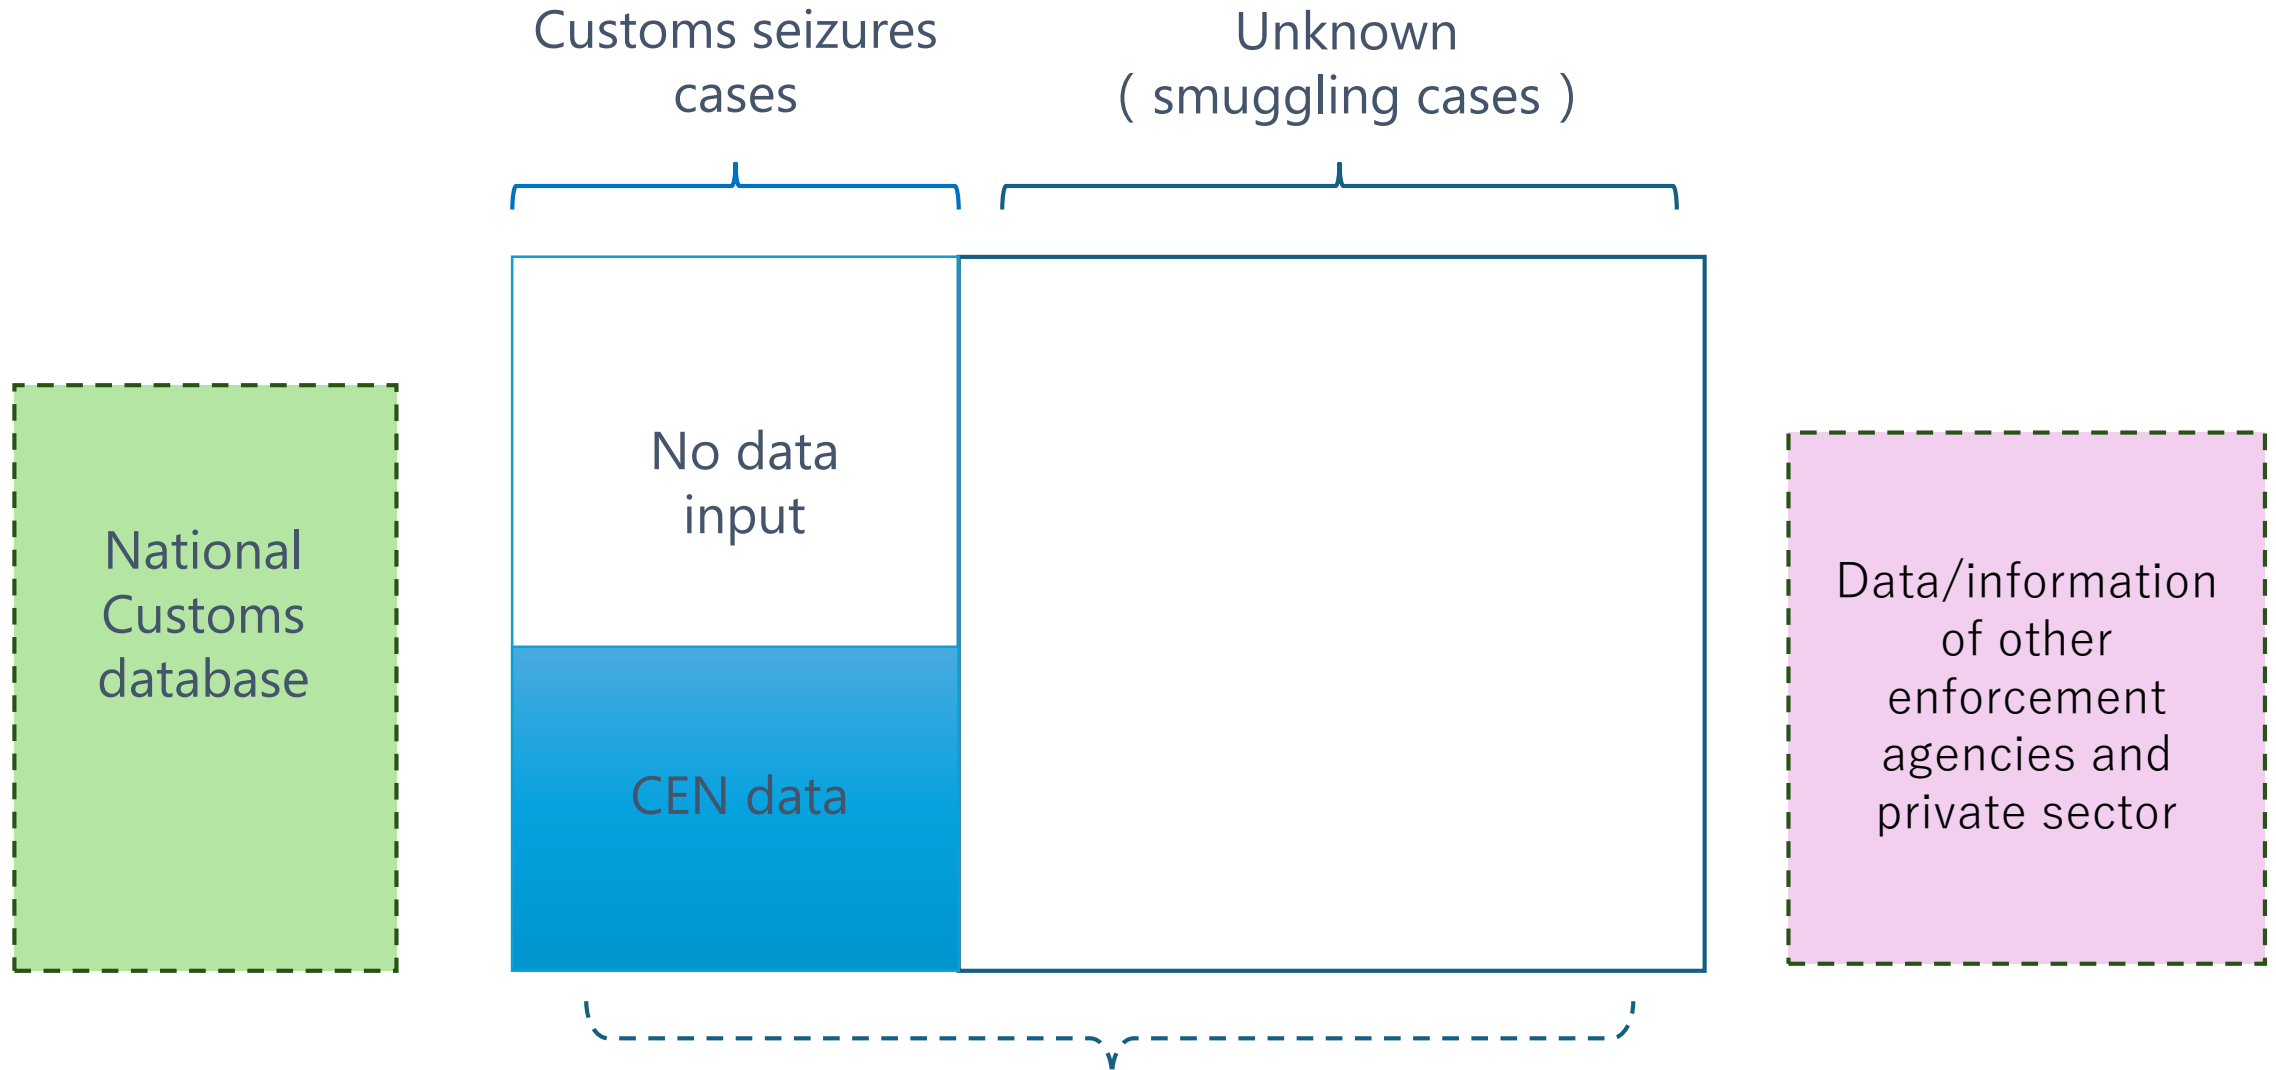 Customs seizures
cases
Unknown
( smuggling cases )
No data
input
CEN data
National
Customs
database
Data/information
of other
enforcement
agencies and
private sector